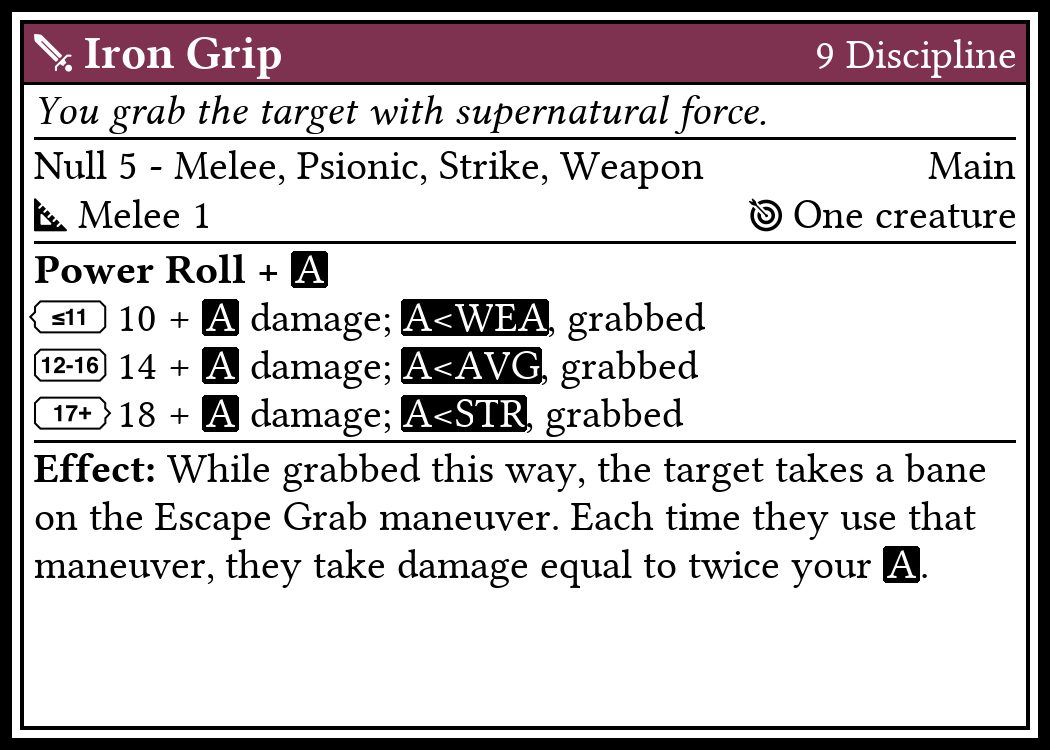 Iron Grip 9 Discipline
You grab the target with supernatural force.
Null 5 - Melee, Psionic, Strike, Weapon Main
Melee 1 One creature
Power Roll + A
≤11 10 + A damage; A<WEA, grabbed
12-16 14 + A damage; A<AVG, grabbed
17+ 18 + A damage; A<STR, grabbed
Effect: While grabbed this way, the target takes a bane
on the Escape Grab maneuver. Each time they use that
maneuver, they take damage equal to twice your A.